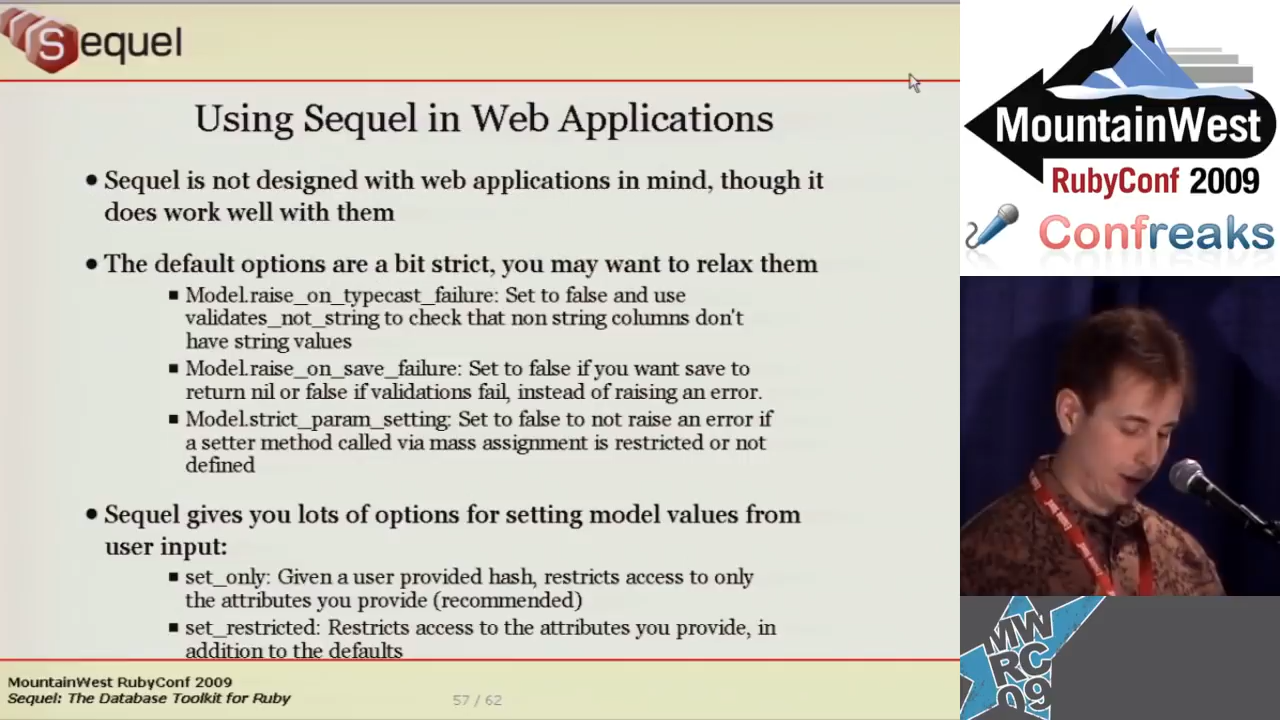 Sequel
Using Sequel in Web Applications
• Sequel is not designed with web applications in mind, though it
does work well with them
• The default options are a bit strict, you may want to relax them
▪ Model.raise_on_typecast_failure: Set to false and use
validates_not_string to check that non string columns don't
have string values
▪ Model.raise_on_save_failure: Set to false if you want save to
return nil or false if validations fail, instead of raising an error.
▪ Model.strict_param_setting: Set to false to not raise an error if
a setter method called via mass assignment is restricted or not
defined
• Sequel gives you lots of options for setting model values from
user input:
▪ set_only: Given a user provided hash, restricts access to only
the attributes you provide (recommended)
▪ set_restricted: Restricts access to the attributes you provide, in
addition to the defaults
MountainWest RubyConf 2009
Sequel: The Database Toolkit for Ruby
57 / 62
MountainWest
RubyConf 2009
Confreaks
MW
RC
09